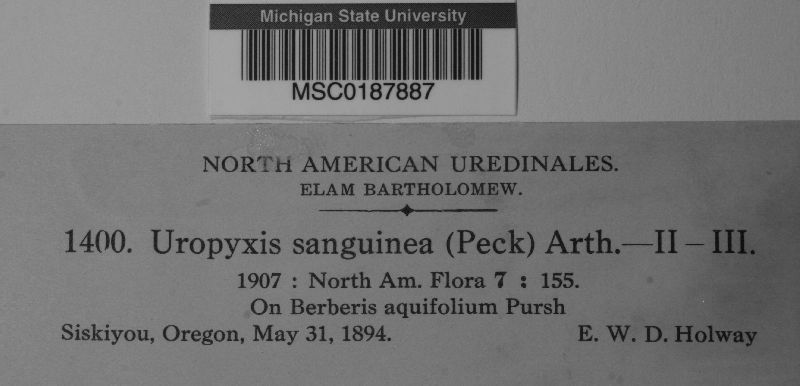 Michigan State University
MSC0187887
NORTH AMERICAN UREDINALES.
ELAM BARTHOLOMEW.
1400. Uropyxis sanguinea (Peck) Arth.—II – III.
1907 : North Am. Flora 7 : 155.
On Berberis aquifolium Pursh
Siskiyou, Oregon, May 31, 1894. E. W. D. Holway